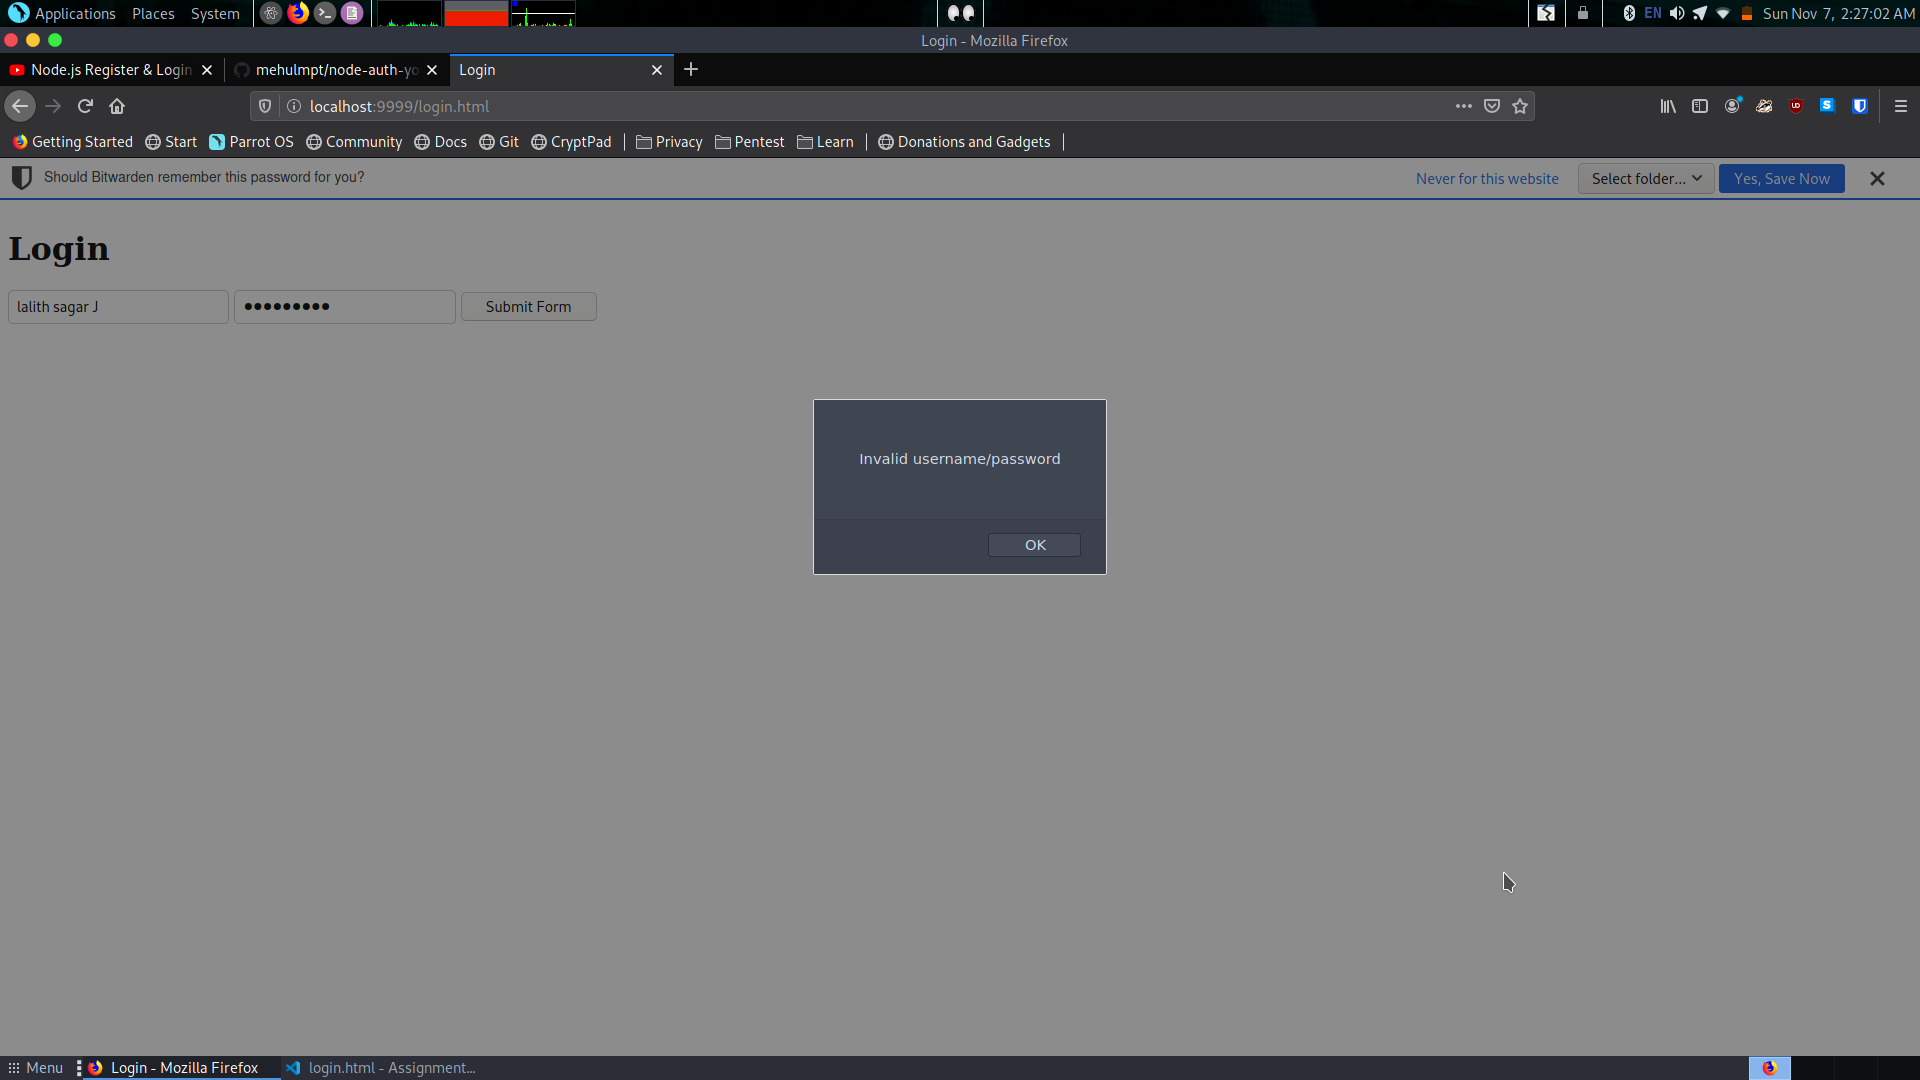 Applications Places System EN Sun Nov 7, 2:27:02 AM
Login - Mozilla Firefox
Node.js Register & Login mehulmpt/node-auth-yo Login
localhost:9999/login.html
Getting Started Start Parrot OS Community Docs Git CryptPad Privacy Pentest Learn Donations and Gadgets
Should Bitwarden remember this password for you? Never for this website Select folder... Yes, Save Now
Login
lalith sagar J Submit Form
Invalid username/password
OK
Menu Login - Mozilla Firefox login.html - Assignment...